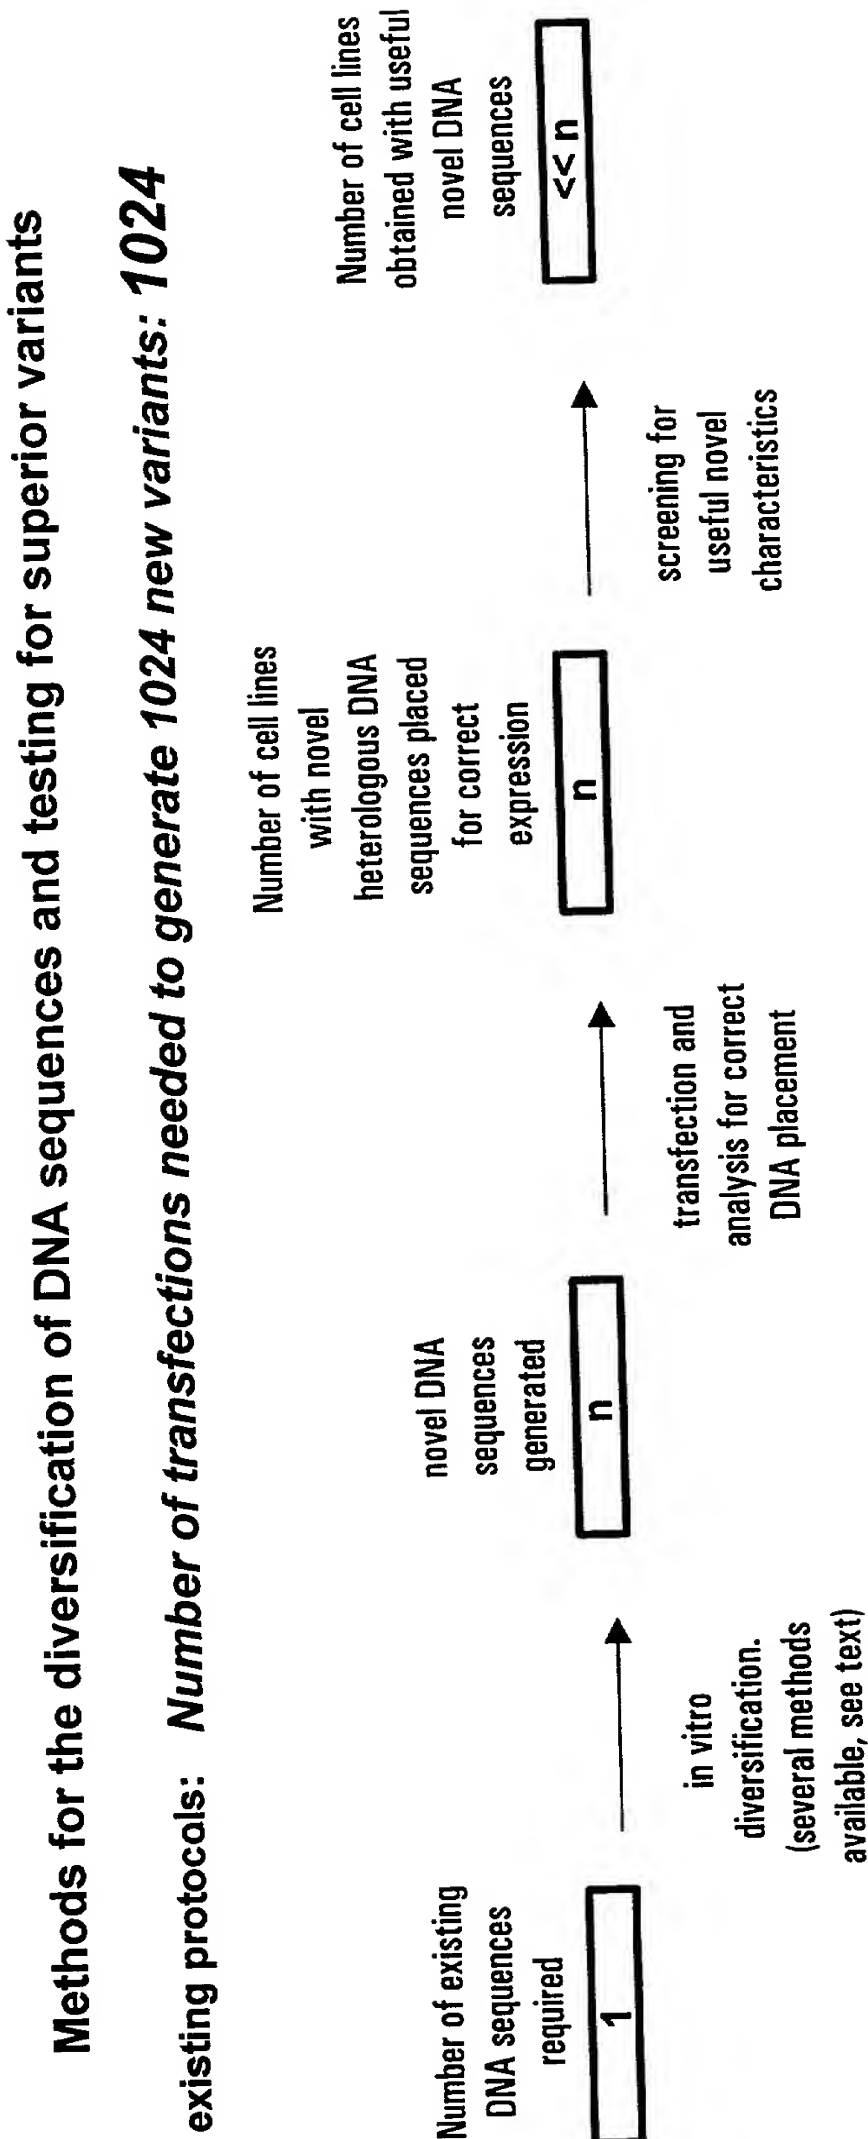 Methods for the diversification of DNA sequences and testing for superior variants
existing protocols: Number of transfections needed to generate 1024 new variants: 1024
Number of existing
DNA sequences
required
1
in vitro
diversification.
(several methods
available, see text)
novel DNA
sequences
generated
n
transfection and
analysis for correct
DNA placement
Number of cell lines
with novel
heterologous DNA
sequences placed
for correct
expression
n
screening for
useful novel
characteristics
Number of cell lines
obtained with useful
novel DNA
sequences
<< n